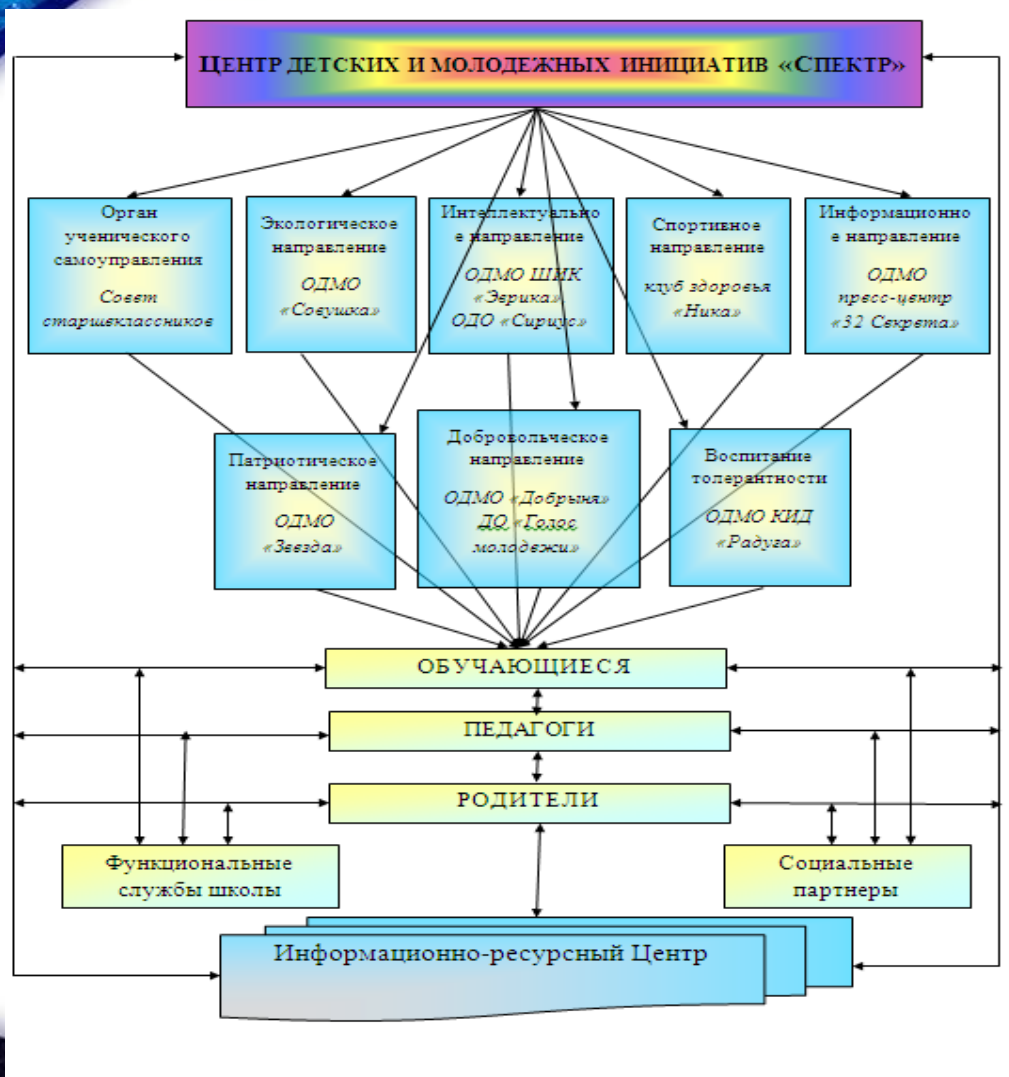 ЦЕНТР ДЕТСКИХ И МОЛОДЕЖНЫХ ИНИЦИАТИВ «СПЕКТР»
Орган
ученического
самоуправления
Совет
старшеклассников
Экологическое
направление
ОДМО
«Совушка»
Интеллектуально
е направление
ОДМО ШИК
«Эврика»
ОДО «Сириус»
Спортивное
направление
клуб здоровья
«Ника»
Информационно
е направление
ОДМО
пресс-центр
«32 Секрета»
Патриотическое
направление
ОДМО
«Звезда»
Добровольческое
направление
ОДМО «Добрыня»
ДО «Голос
молодежи»
Воспитание
толерантности
ОДМО КИД
«Радуга»
ОБУЧАЮЩИЕСЯ
ПЕДАГОГИ
РОДИТЕЛИ
Функциональные
службы школы
Социальные
партнеры
Информационно-ресурсный Центр